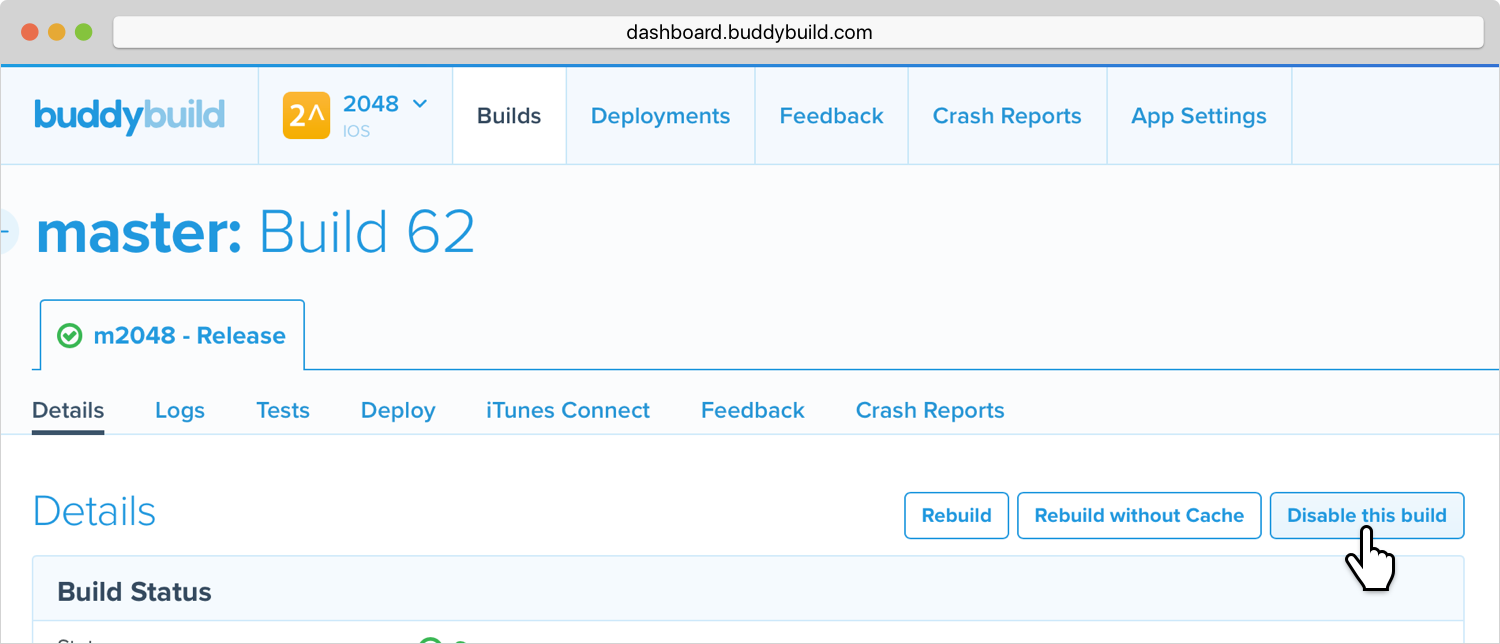 dashboard.buddybuild.com
buddybuild
2^ 2048
IOS
Builds
Deployments
Feedback
Crash Reports
App Settings
master: Build 62
m2048 - Release
Details
Logs
Tests
Deploy
iTunes Connect
Feedback
Crash Reports
Details
Rebuild
Rebuild without Cache
Disable this build
Build Status